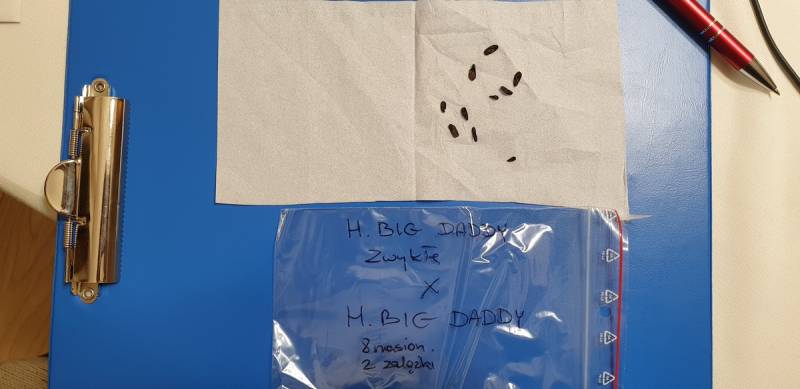 H. BIG DADDY
Zwykłe
X
H. BIG DADDY
8 nasion.
2 zalążki